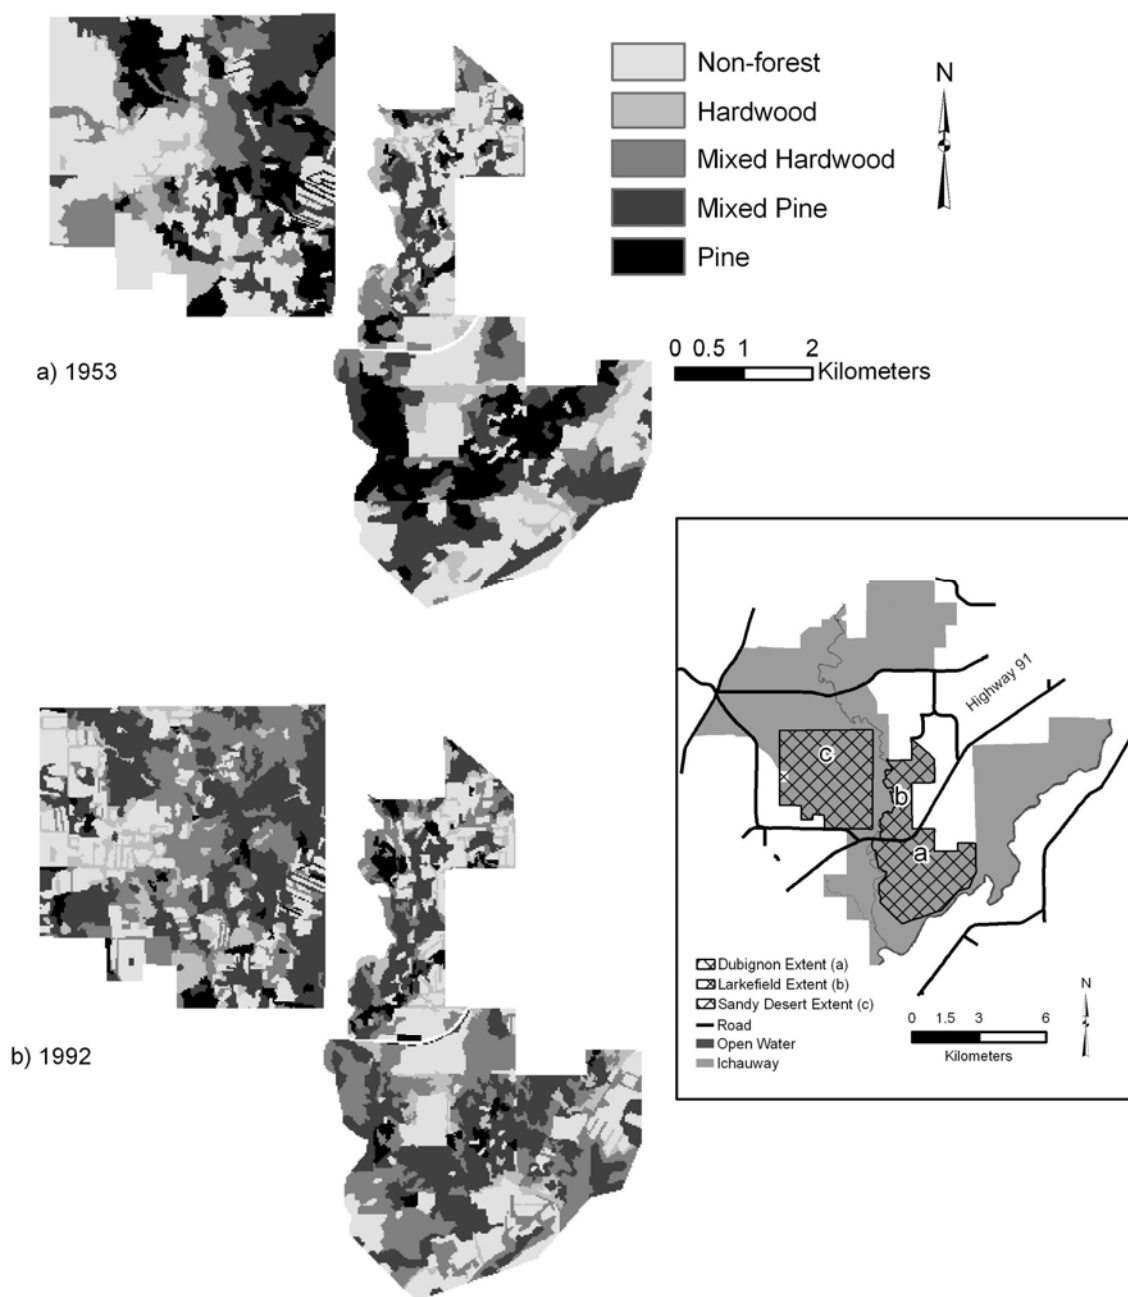 Non-forest
Hardwood
Mixed Hardwood
Mixed Pine
Pine
N
a) 1953
0 0.5 1 2
Kilometers
b) 1992
Highway 91
c
b
a
Dubignon Extent (a)
Larkefield Extent (b)
Sandy Desert Extent (c)
Road
Open Water
Ichauway
N
0 1.5 3 6
Kilometers